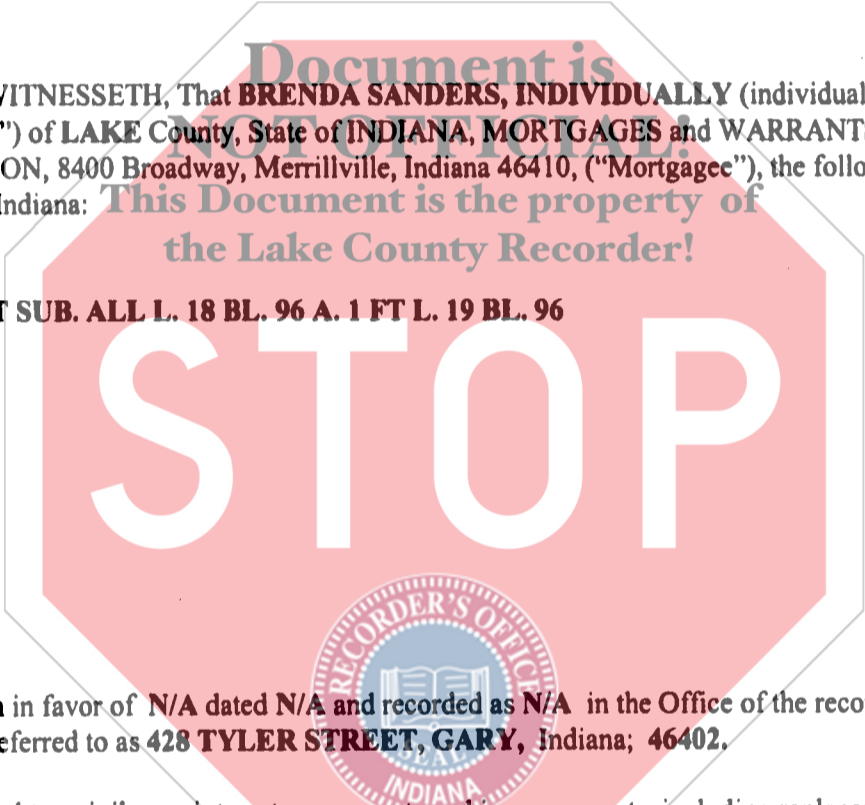 Document is
WITNESSETH, That BRENDA SANDERS, INDIVIDUALLY (individual
") of LAKE County, State of INDIANA, MORTGAGES and WARRANT
NOT OFFICIAL!
ON, 8400 Broadway, Merrillville, Indiana 46410, ("Mortgagee"), the follo
Indiana:
This Document is the property of
the Lake County Recorder!
SUB. ALL L. 18 BL. 96 A. 1 FT L. 19 BL. 96
STOP
RECORDER'S OFFICE
in favor of N/A dated N/A and recorded as N/A in the Office of the reco
eferred to as 428 TYLER STREET, GARY, Indiana; 46402.
SEAL
INDIANA